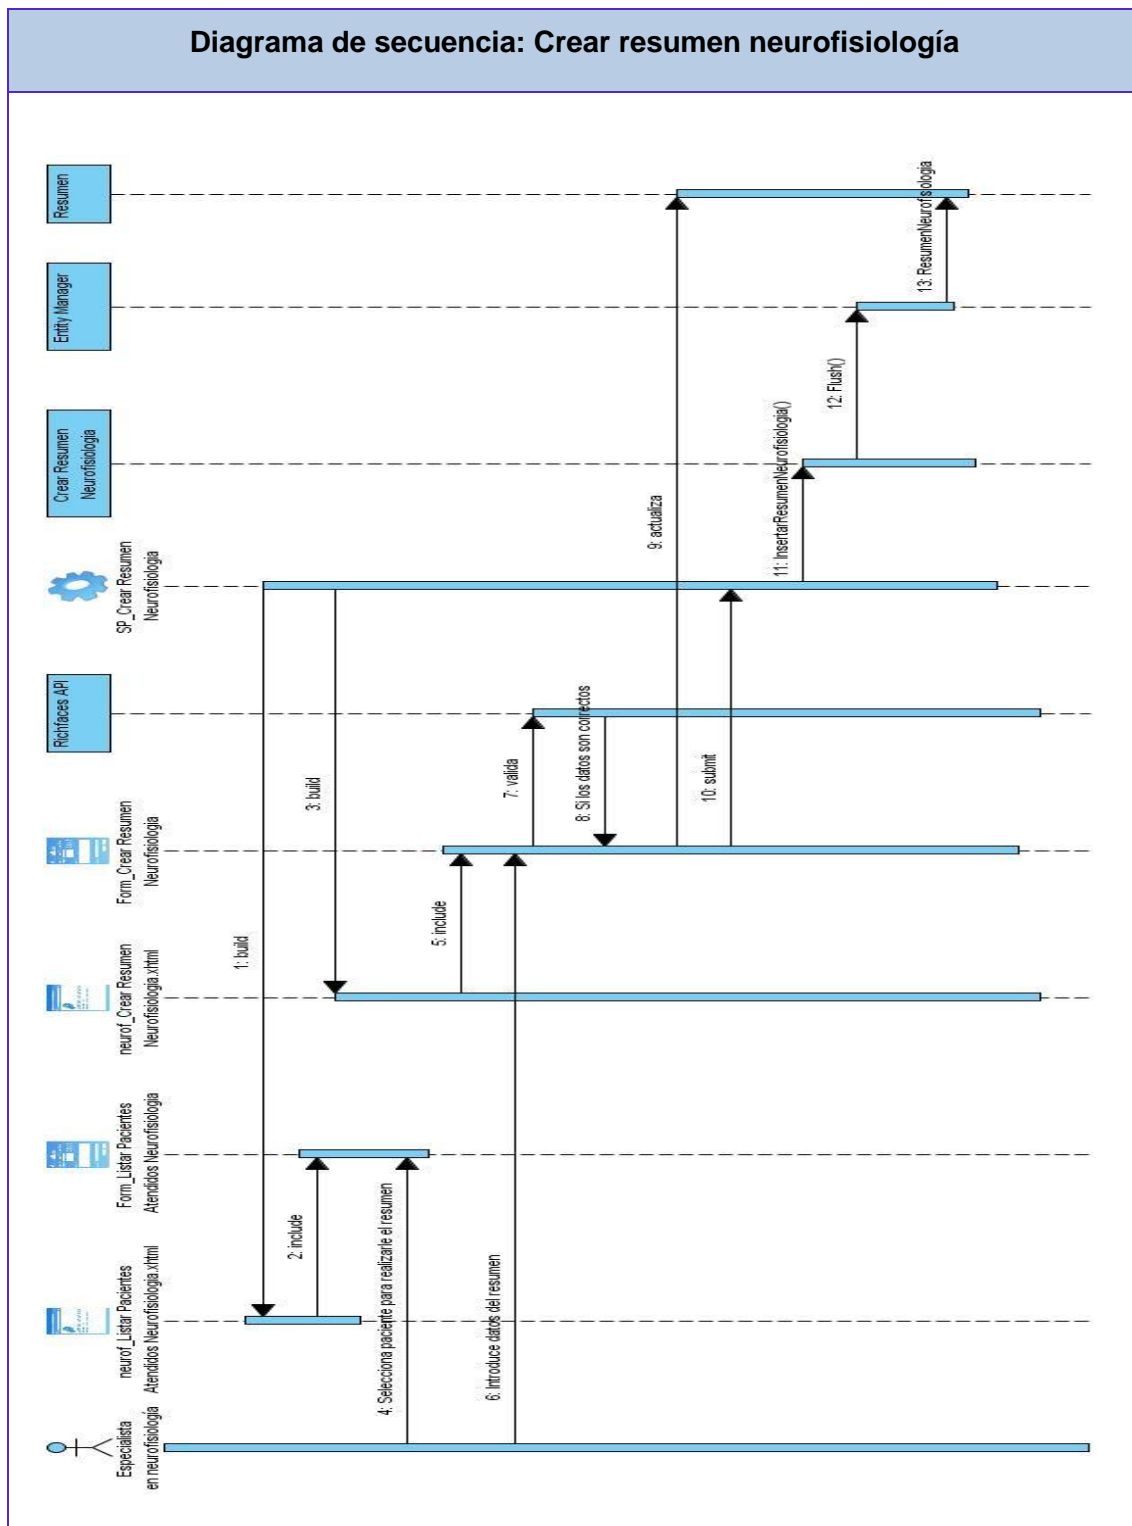 Diagrama de secuencia: Crear resumen neurofisiología
Especialista
en neurofisiología
neurof_Listar Pacientes
Atendidos Neurofisiologia.xhtml
Form_Listar Pacientes
Atendidos Neurofisiologia
neurof_Crear Resumen
Neurofisiologia.xhtml
Form_Crear Resumen
Neurofisiologia
Richfaces API
SP_Crear Resumen
Neurofisiologia
Crear Resumen
Neurofisiologia
Entity Manager
Resumen
1: build
2: include
3: build
4: Selecciona paciente para realizarle el resumen
5: include
6: Introduce datos del resumen
7: valida
8: Si los datos son correctos
9: actualiza
10: submit
11: InsertarResumenNeurofisiologia()
12: Flush()
13: ResumenNeurofisiologia